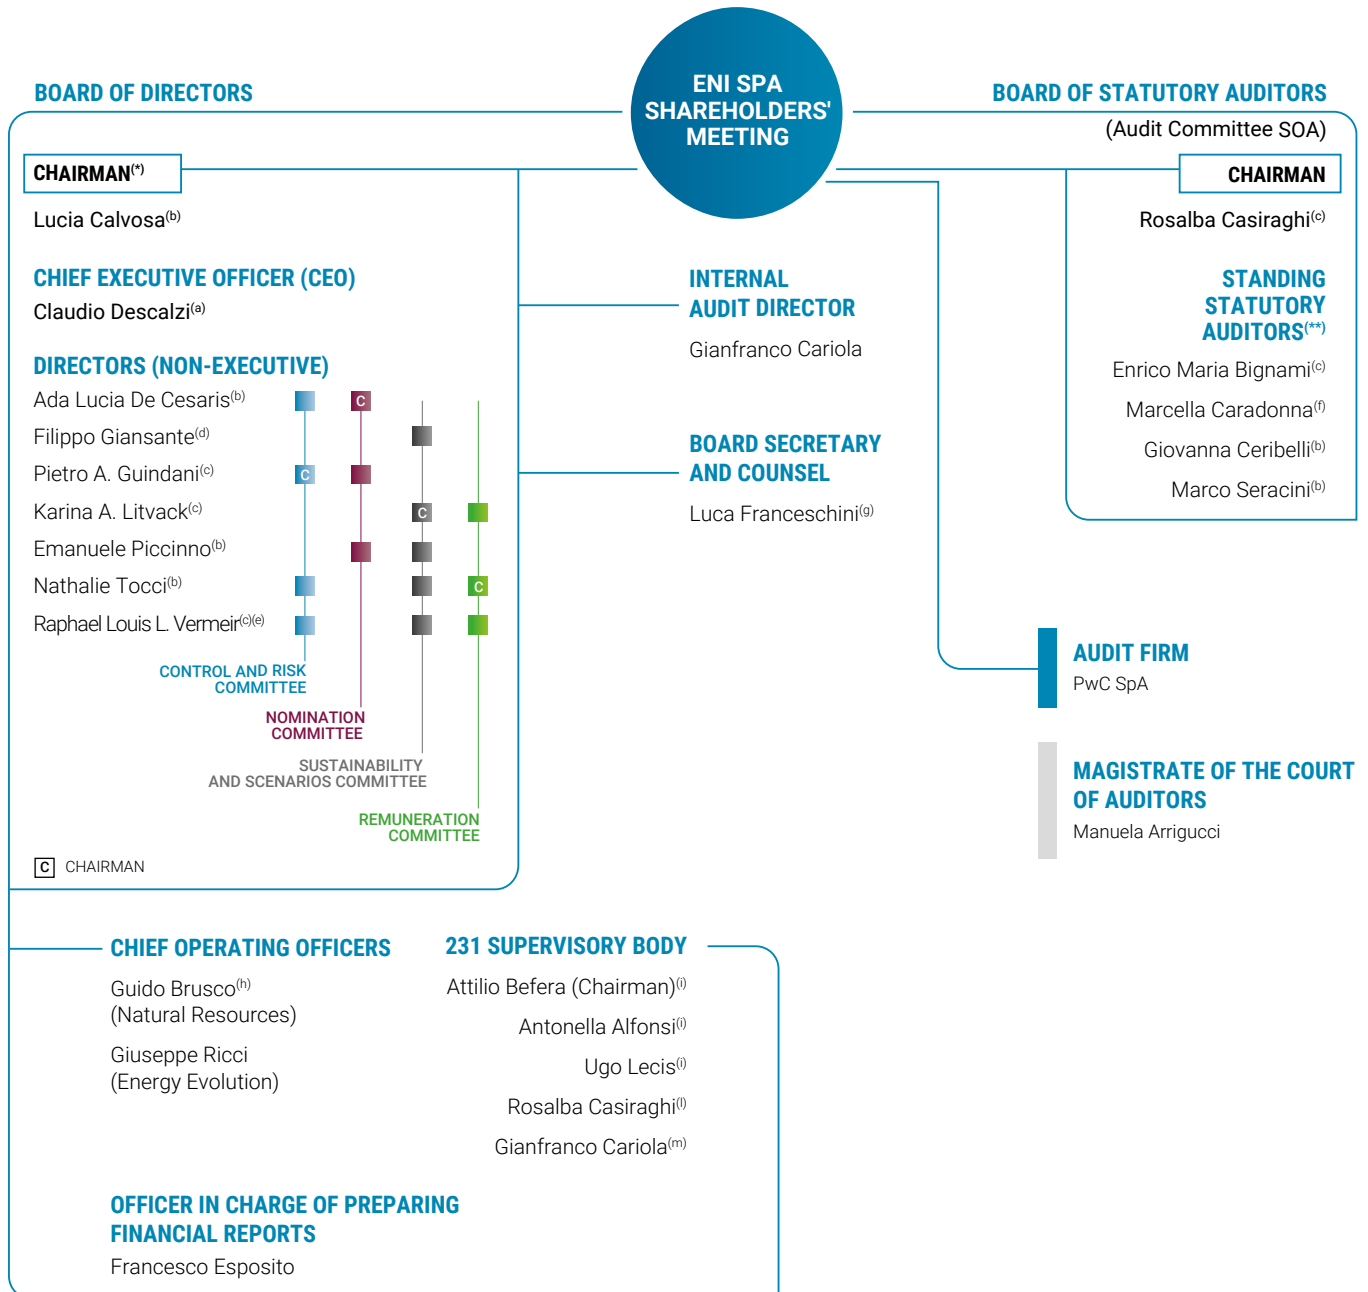 ENI SPA
SHAREHOLDERS'
MEETING
BOARD OF DIRECTORS
CHAIRMAN(*)
Lucia Calvosa(b)
CHIEF EXECUTIVE OFFICER (CEO)
Claudio Descalzi(a)
DIRECTORS (NON-EXECUTIVE)
Ada Lucia De Cesaris(b)
C
Filippo Giansante(d)
Pietro A. Guindani(c)
C
Karina A. Litvack(c)
C
Emanuele Piccinno(b)
Nathalie Tocci(b)
C
Raphael Louis L. Vermeir(c)(e)
CONTROL AND RISK
COMMITTEE
NOMINATION
COMMITTEE
SUSTAINABILITY
AND SCENARIOS COMMITTEE
REMUNERATION
COMMITTEE
C CHAIRMAN
INTERNAL
AUDIT DIRECTOR
Gianfranco Cariola
BOARD SECRETARY
AND COUNSEL
Luca Franceschini(g)
BOARD OF STATUTORY AUDITORS
(Audit Committee SOA)
CHAIRMAN
Rosalba Casiraghi(c)
STANDING
STATUTORY
AUDITORS(**)
Enrico Maria Bignami(c)
Marcella Caradonna(f)
Giovanna Ceribelli(b)
Marco Seracini(b)
AUDIT FIRM
PwC SpA
MAGISTRATE OF THE COURT
OF AUDITORS
Manuela Arrigucci
CHIEF OPERATING OFFICERS
Guido Brusco(h)
(Natural Resources)
Giuseppe Ricci
(Energy Evolution)
231 SUPERVISORY BODY
Attilio Befera (Chairman)(i)
Antonella Alfonsi(i)
Ugo Lecis(i)
Rosalba Casiraghi(l)
Gianfranco Cariola(m)
OFFICER IN CHARGE OF PREPARING
FINANCIAL REPORTS
Francesco Esposito